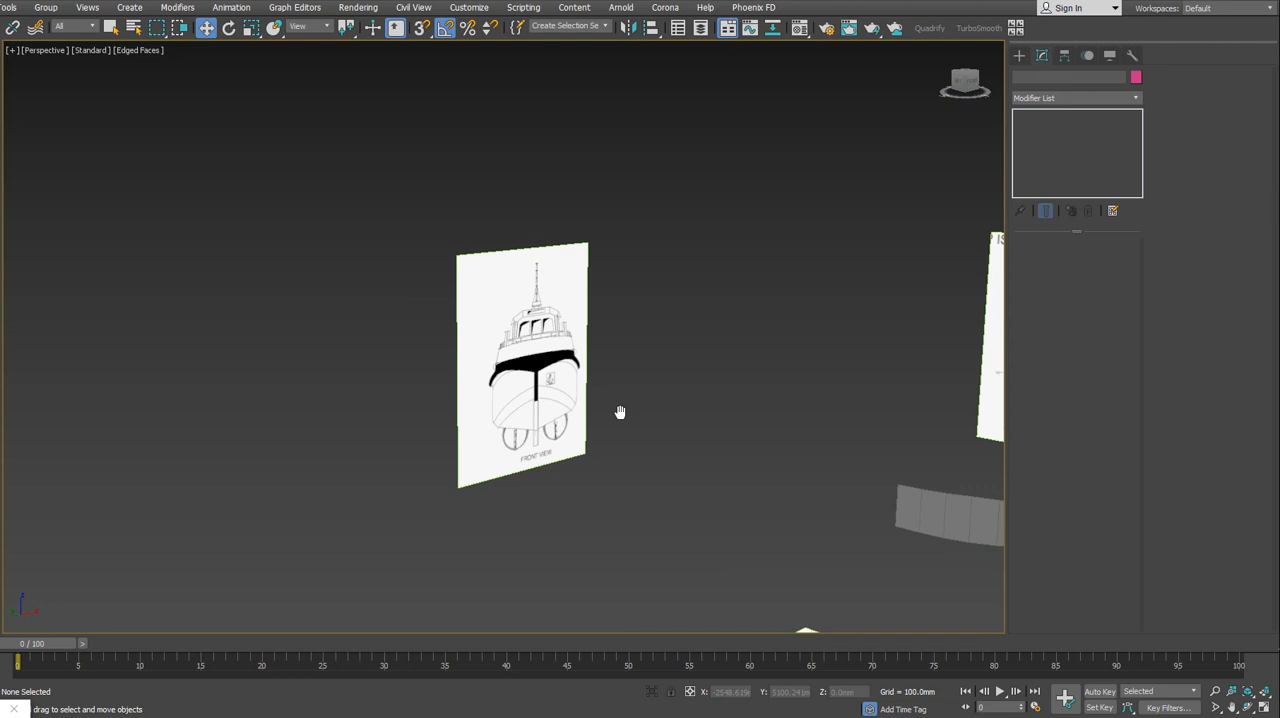 Tools Group Views Create Modifiers Animation Graph Editors Rendering Civil View Customize Scripting Content Arnold Corona Help Phoenix FD Sign In Workspaces: Default
All View Create Selection Se Quadrify TurboSmooth
[+] [Perspective] [Standard] [Edged Faces]
Modifier List
FRONT VIEW
0 / 100 >
0 5 10 15 20 25 30 35 40 45 50 55 60 65 70 75 80 85 90 95 100
None Selected X: Y: Z: 0.0mm Grid = 100.0mm Auto Key Selected
drag to select and move objects Add Time Tag 0 Set Key Key Filters...